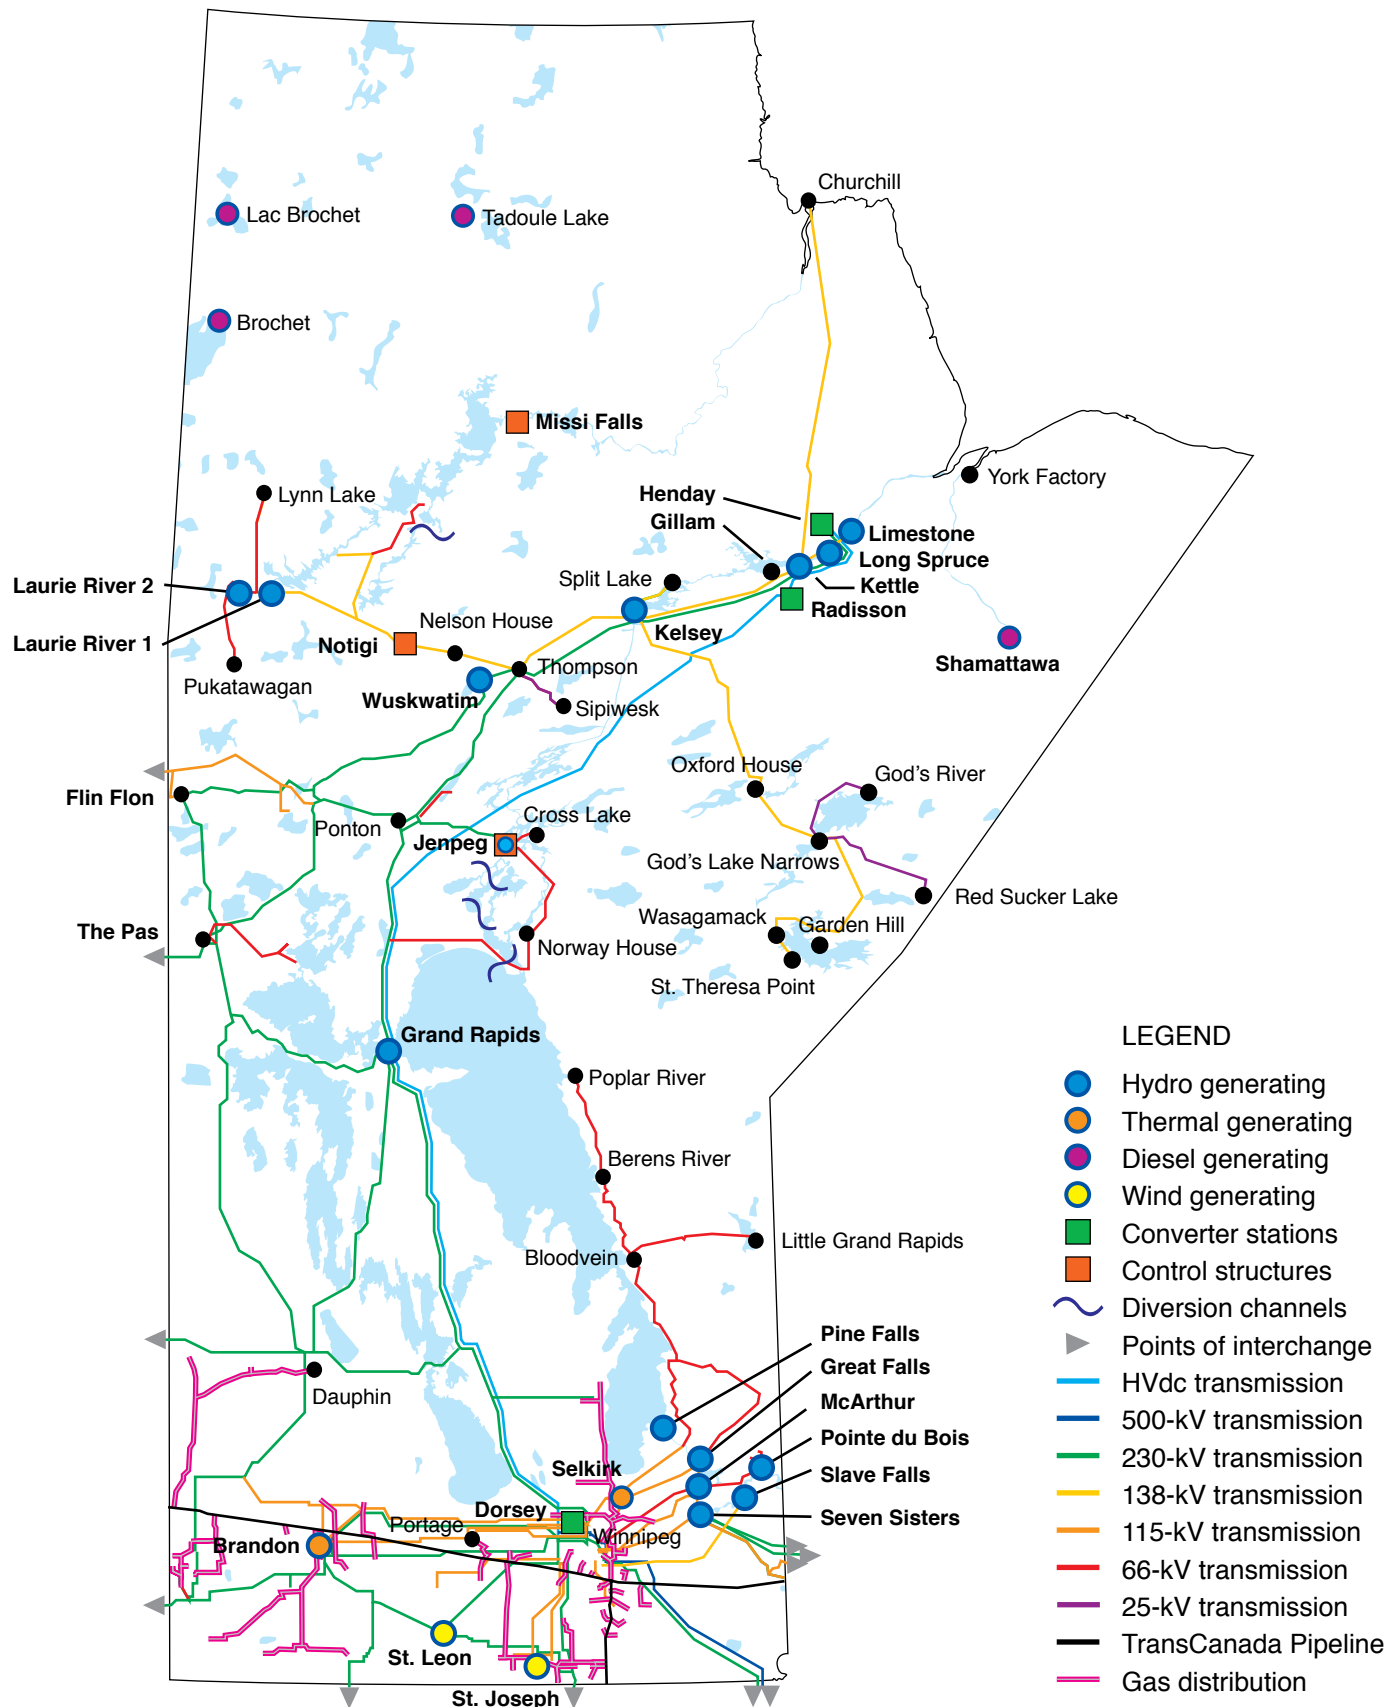 Churchill
Lac Brochet
Tadoule Lake
Brochet
Missi Falls
York Factory
Lynn Lake
Henday
Gillam
Limestone
Long Spruce
Kettle
Radisson
Split Lake
Laurie River 2
Laurie River 1
Nelson House
Notigi
Kelsey
Shamattawa
Thompson
Pukatawagan
Wuskwatim
Sipiwesk
Oxford House
God's River
Flin Flon
Ponton
Cross Lake
Jenpeg
God's Lake Narrows
Red Sucker Lake
Wasagamack
Garden Hill
The Pas
Norway House
St. Theresa Point
Grand Rapids
Poplar River
Berens River
Bloodvein
Little Grand Rapids
Pine Falls
Great Falls
McArthur
Pointe du Bois
Slave Falls
Seven Sisters
Dauphin
Selkirk
Dorsey
Portage
Winnipeg
Brandon
St. Leon
St. Joseph
LEGEND
Hydro generating
Thermal generating
Diesel generating
Wind generating
Converter stations
Control structures
Diversion channels
Points of interchange
HVdc transmission
500-kV transmission
230-kV transmission
138-kV transmission
115-kV transmission
66-kV transmission
25-kV transmission
TransCanada Pipeline
Gas distribution